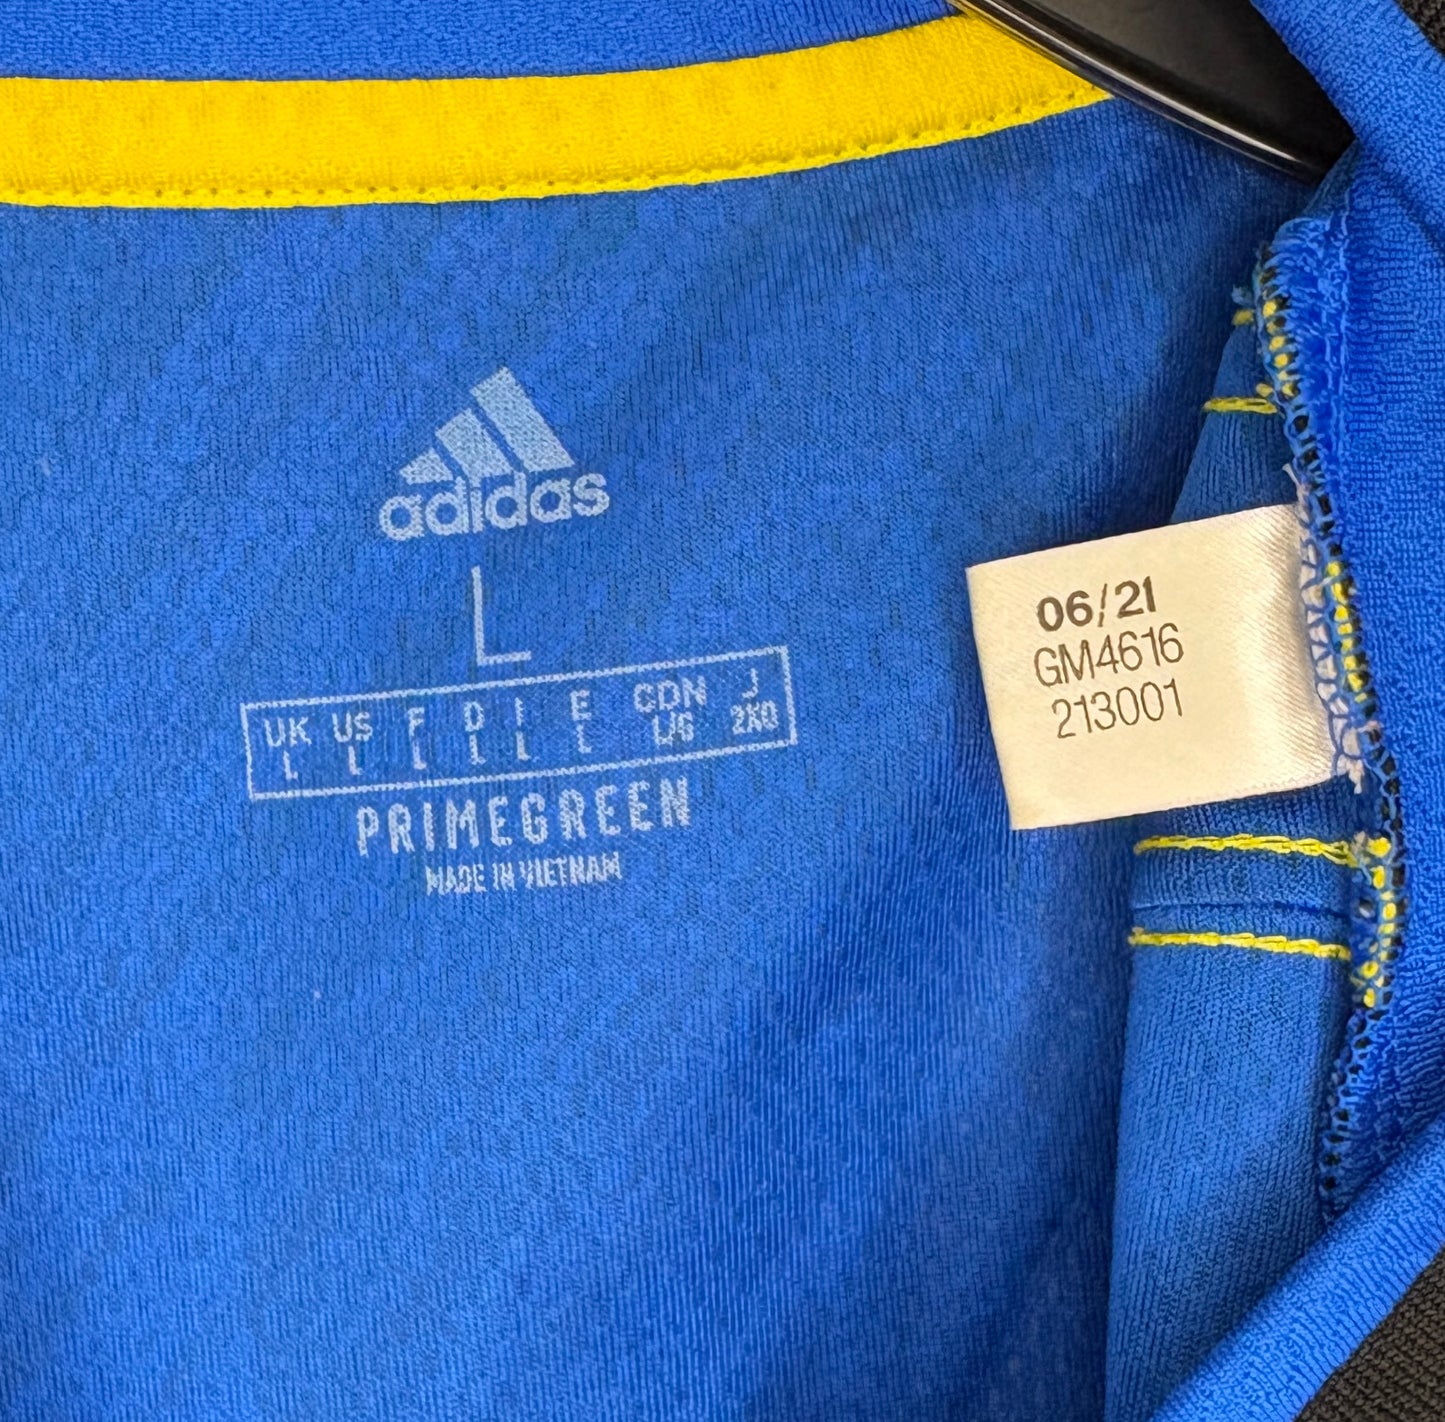 adidas
L
UK US F D I E CDN J
L L L L L L L/G 2XO
PRIMEGREEN
MADE IN VIETNAM
06/21
GM4616
213001